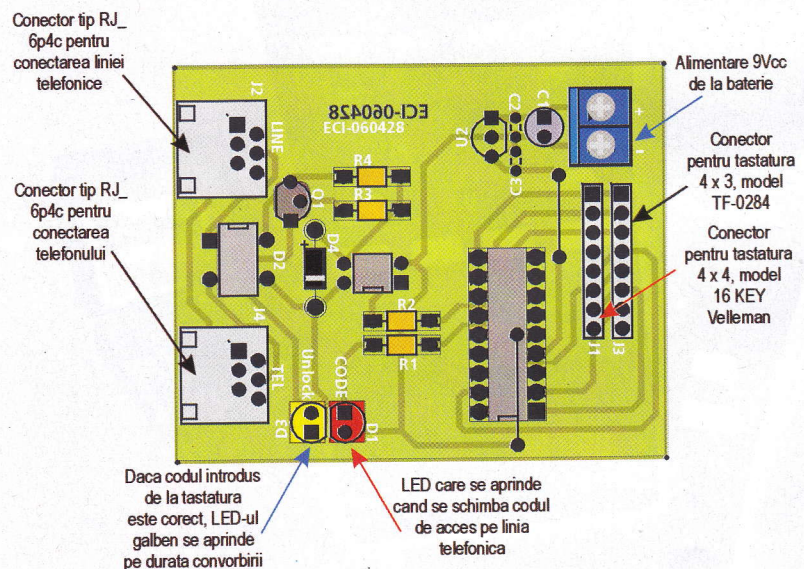 Conector tip RJ_
6p4c pentru
conectarea liniei
telefonice
Conector tip RJ_
6p4c pentru
conectarea
telefonului
Alimentare 9Vcc
de la baterie
Conector
pentru tastatura
4 x 3, model
TF-0284
Conector
pentru tastatura
4 x 4, model
16 KEY
Velleman
Daca codul introdus
de la tastatura
este corect, LED-ul
galben se aprinde
pe durata convorbirii
LED care se aprinde
cand se schimba codul
de acces pe linia
telefonica
J2
LINE
ECI-060428
ECI-060428
U2
C2
C1
C3
+
-
R4
R3
Q1
D4
+
D2
R2
R1
J1
J3
J4
TEL
Unlock
CODE
D3
D1